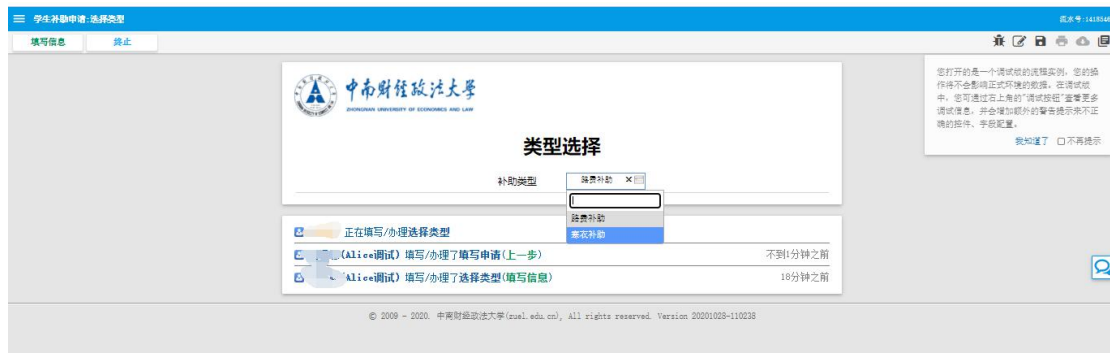 学生补助申请:选择类型
流水号:1418546
填写信息 终止
您打开的是一个调试版的流程实例,您的操
作将不会影响正式环境的数据。在调试版
中,您可通过右上角的"调试按钮"查看更多
调试信息,并会增加额外的警告提示来不正
确的控件、字段配置。
我知道了 不再提示
中南财经政法大学
ZHONGNAN UNIVERSITY OF ECONOMICS AND LAW
类型选择
补助类型 路费补助
路费补助
寒衣补助
正在填写/办理选择类型
(Alice调试) 填写/办理了填写申请(上一步) 不到1分钟之前
Alice调试) 填写/办理了选择类型(填写信息) 18分钟之前
© 2009 - 2020. 中南财经政法大学(zuel.edu.cn), All rights reserved. Version 20201028-110238